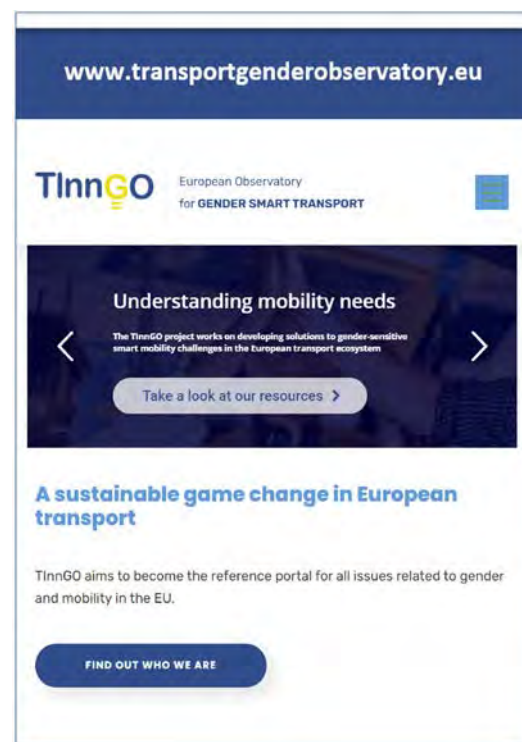 www.transportgenderobservatory.eu
TInnGO
European Observatory
for GENDER SMART TRANSPORT
Understanding mobility needs
The TInnGO project works on developing solutions to gender-sensitive
smart mobility challenges in the European transport ecosystem
Take a look at our resources
A sustainable game change in European
transport
TInnGO aims to become the reference portal for all issues related to gender
and mobility in the EU.
FIND OUT WHO WE ARE